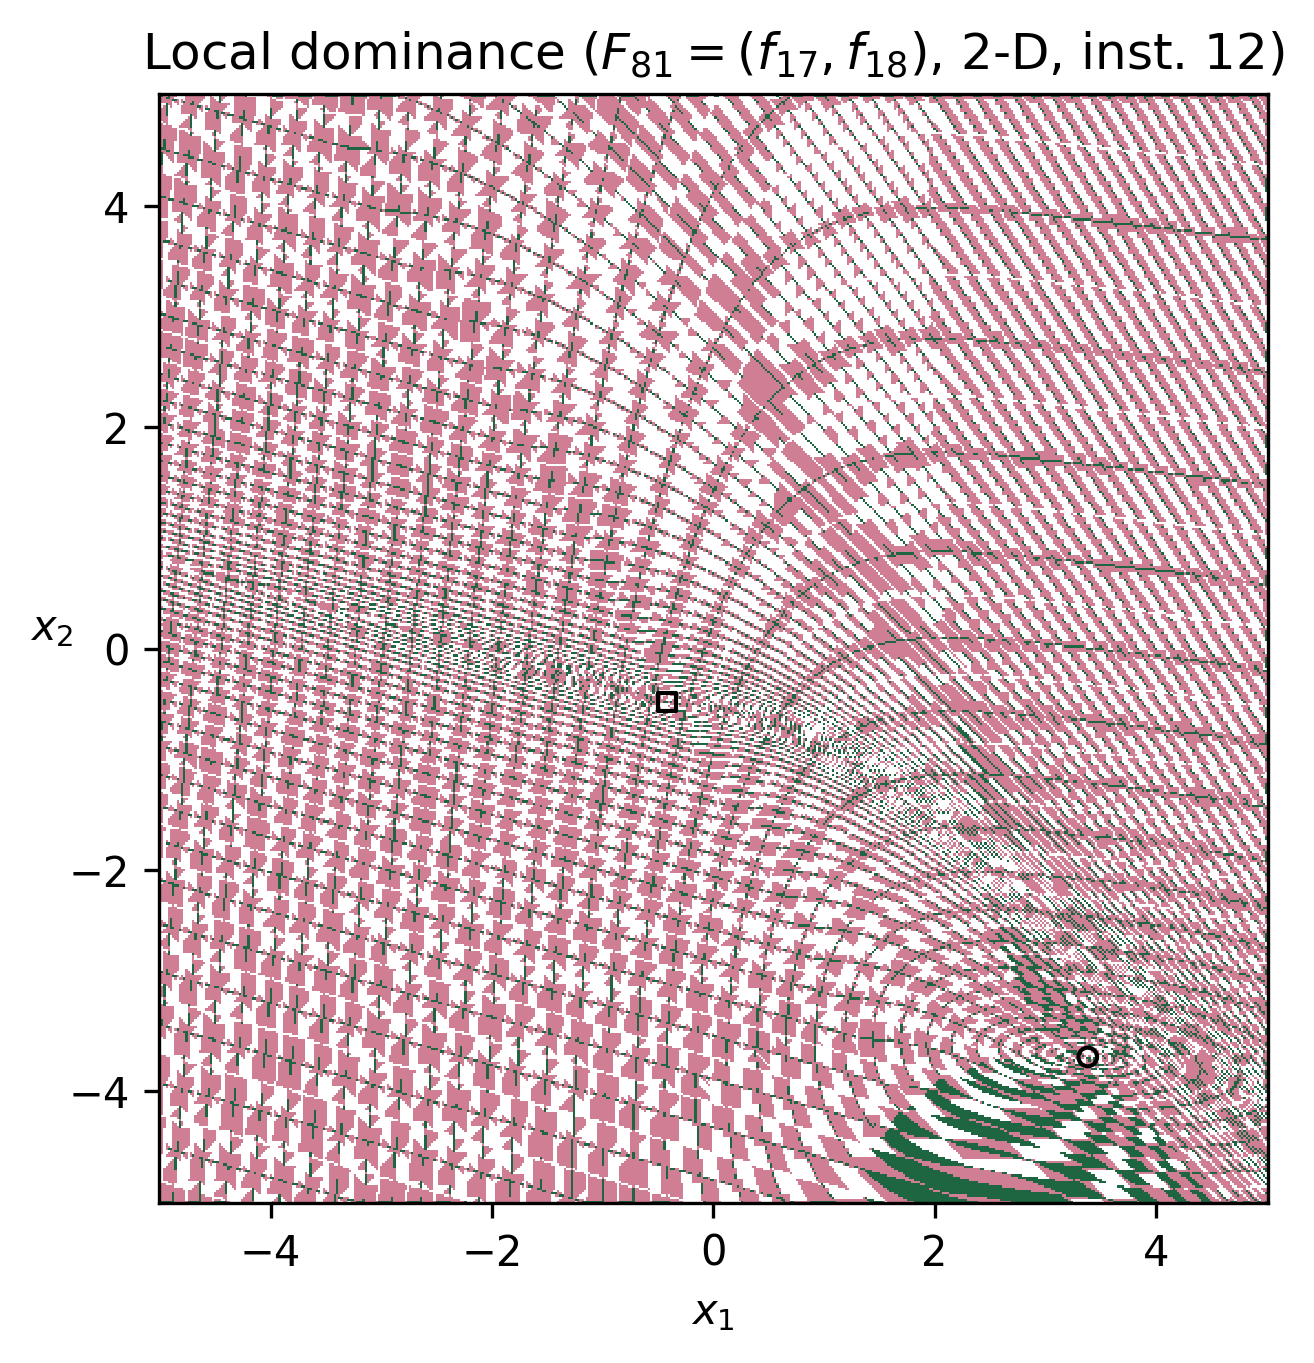 Local dominance (F₈₁ = (f₁₇, f₁₈), 2-D, inst. 12)
4
2
0
−2
−4
x₂
−4 −2 0 2 4
x₁